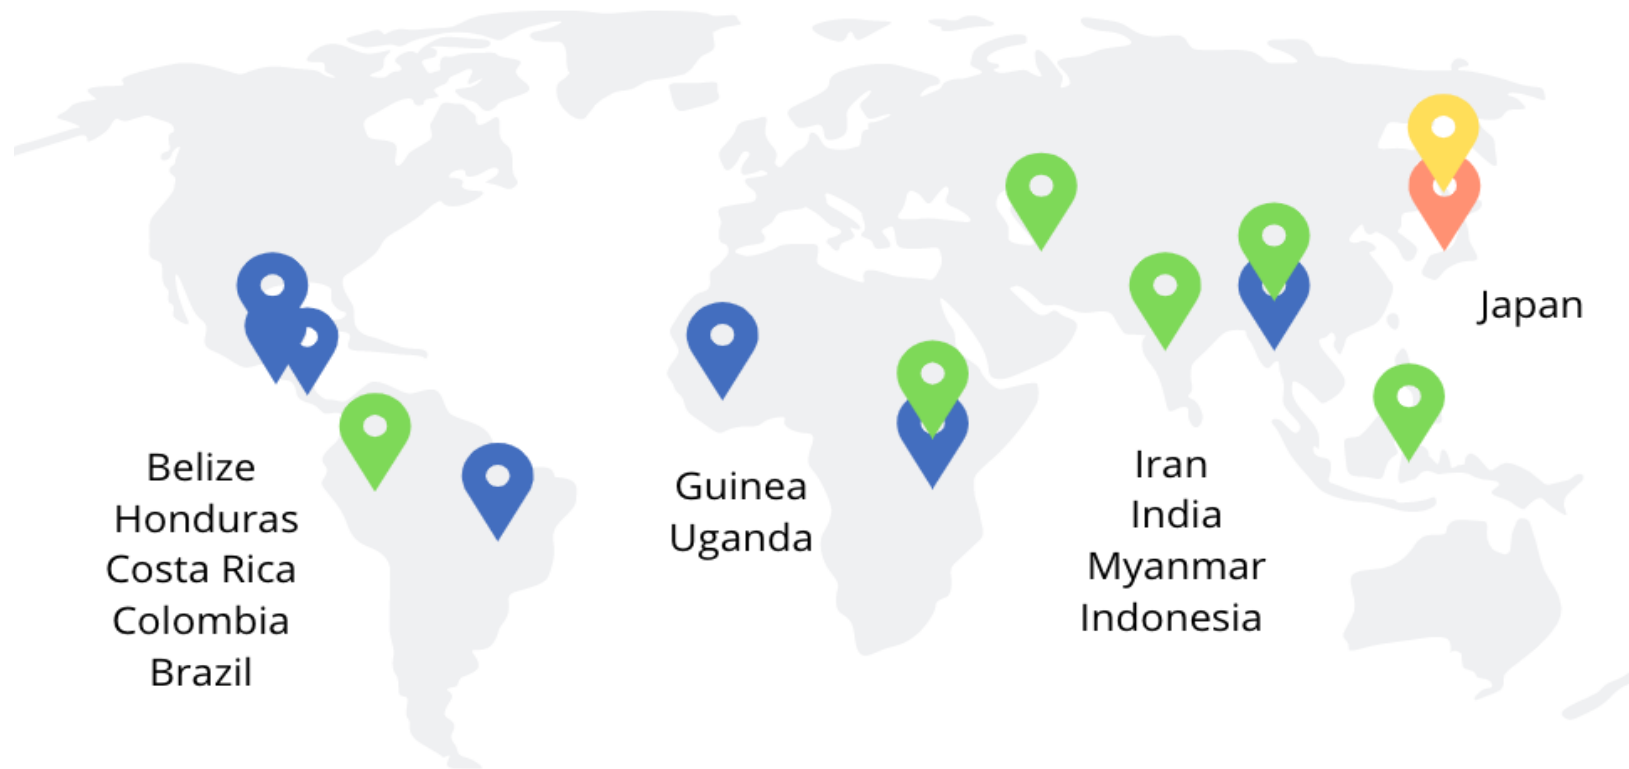 Belize
Honduras
Costa Rica
Colombia
Brazil
Guinea
Uganda
Iran
India
Myanmar
Indonesia
Japan